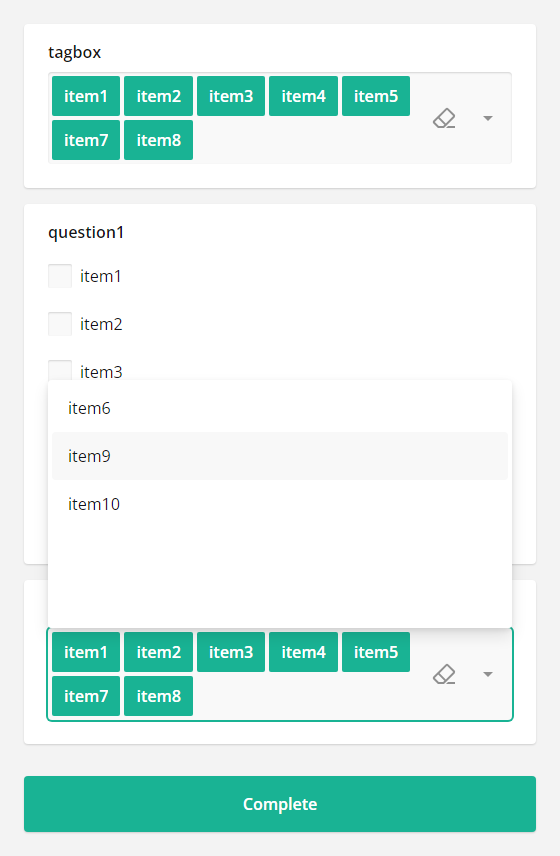 tagbox
item1 item2 item3 item4 item5
item7 item8
question1
item1
item2
item3
item6
item9
item10
item1 item2 item3 item4 item5
item7 item8
Complete